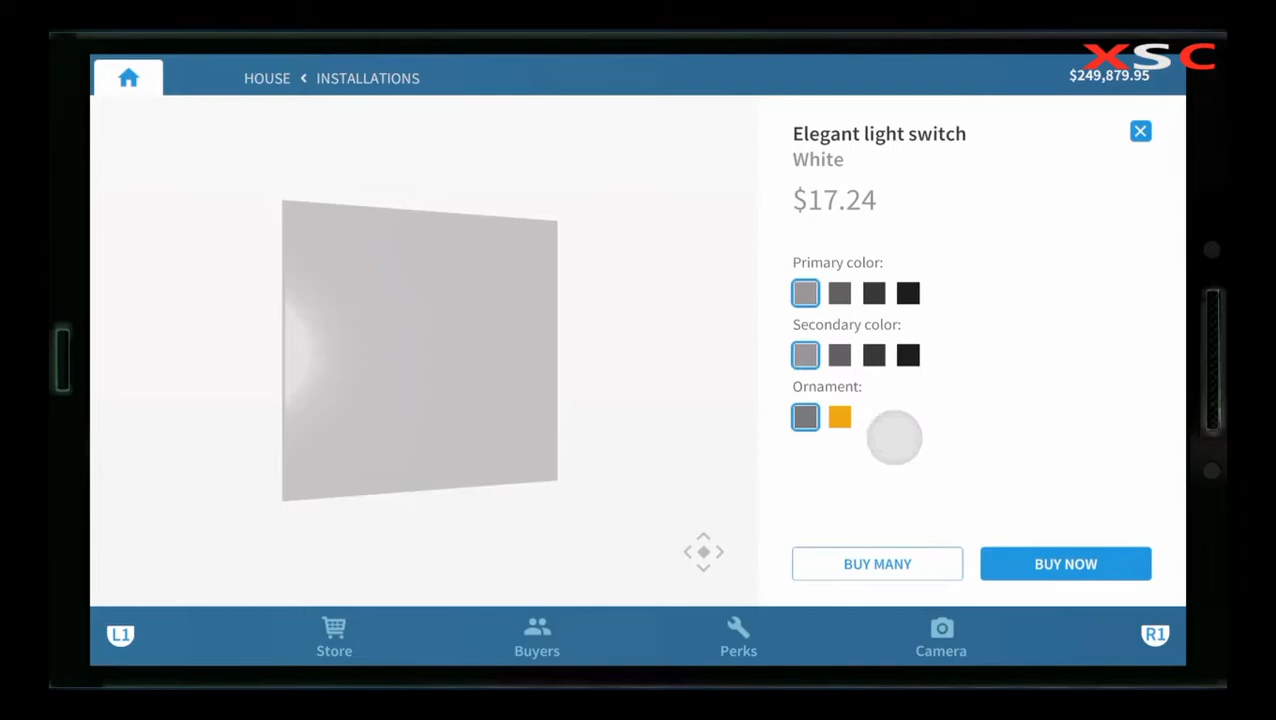 XSC
HOUSE < INSTALLATIONS
$249,879.95
Elegant light switch
White
$17.24
Primary color:
Secondary color:
Ornament:
BUY MANY
BUY NOW
L1
Store
Buyers
Perks
Camera
R1